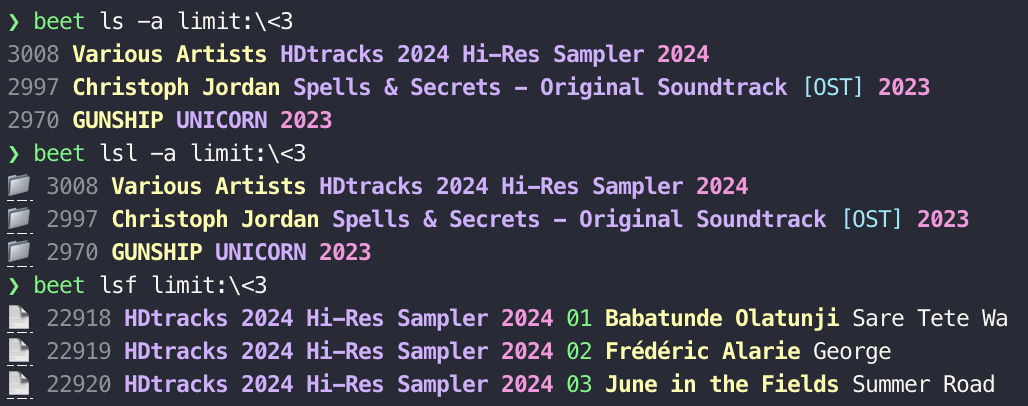 ❯ beet ls -a limit:\<3
3008 Various Artists HDtracks 2024 Hi-Res Sampler 2024
2997 Christoph Jordan Spells & Secrets - Original Soundtrack [OST] 2023
2970 GUNSHIP UNICORN 2023
❯ beet lsl -a limit:\<3
3008 Various Artists HDtracks 2024 Hi-Res Sampler 2024
2997 Christoph Jordan Spells & Secrets - Original Soundtrack [OST] 2023
2970 GUNSHIP UNICORN 2023
❯ beet lsf limit:\<3
22918 HDtracks 2024 Hi-Res Sampler 2024 01 Babatunde Olatunji Sare Tete Wa
22919 HDtracks 2024 Hi-Res Sampler 2024 02 Frédéric Alarie George
22920 HDtracks 2024 Hi-Res Sampler 2024 03 June in the Fields Summer Road